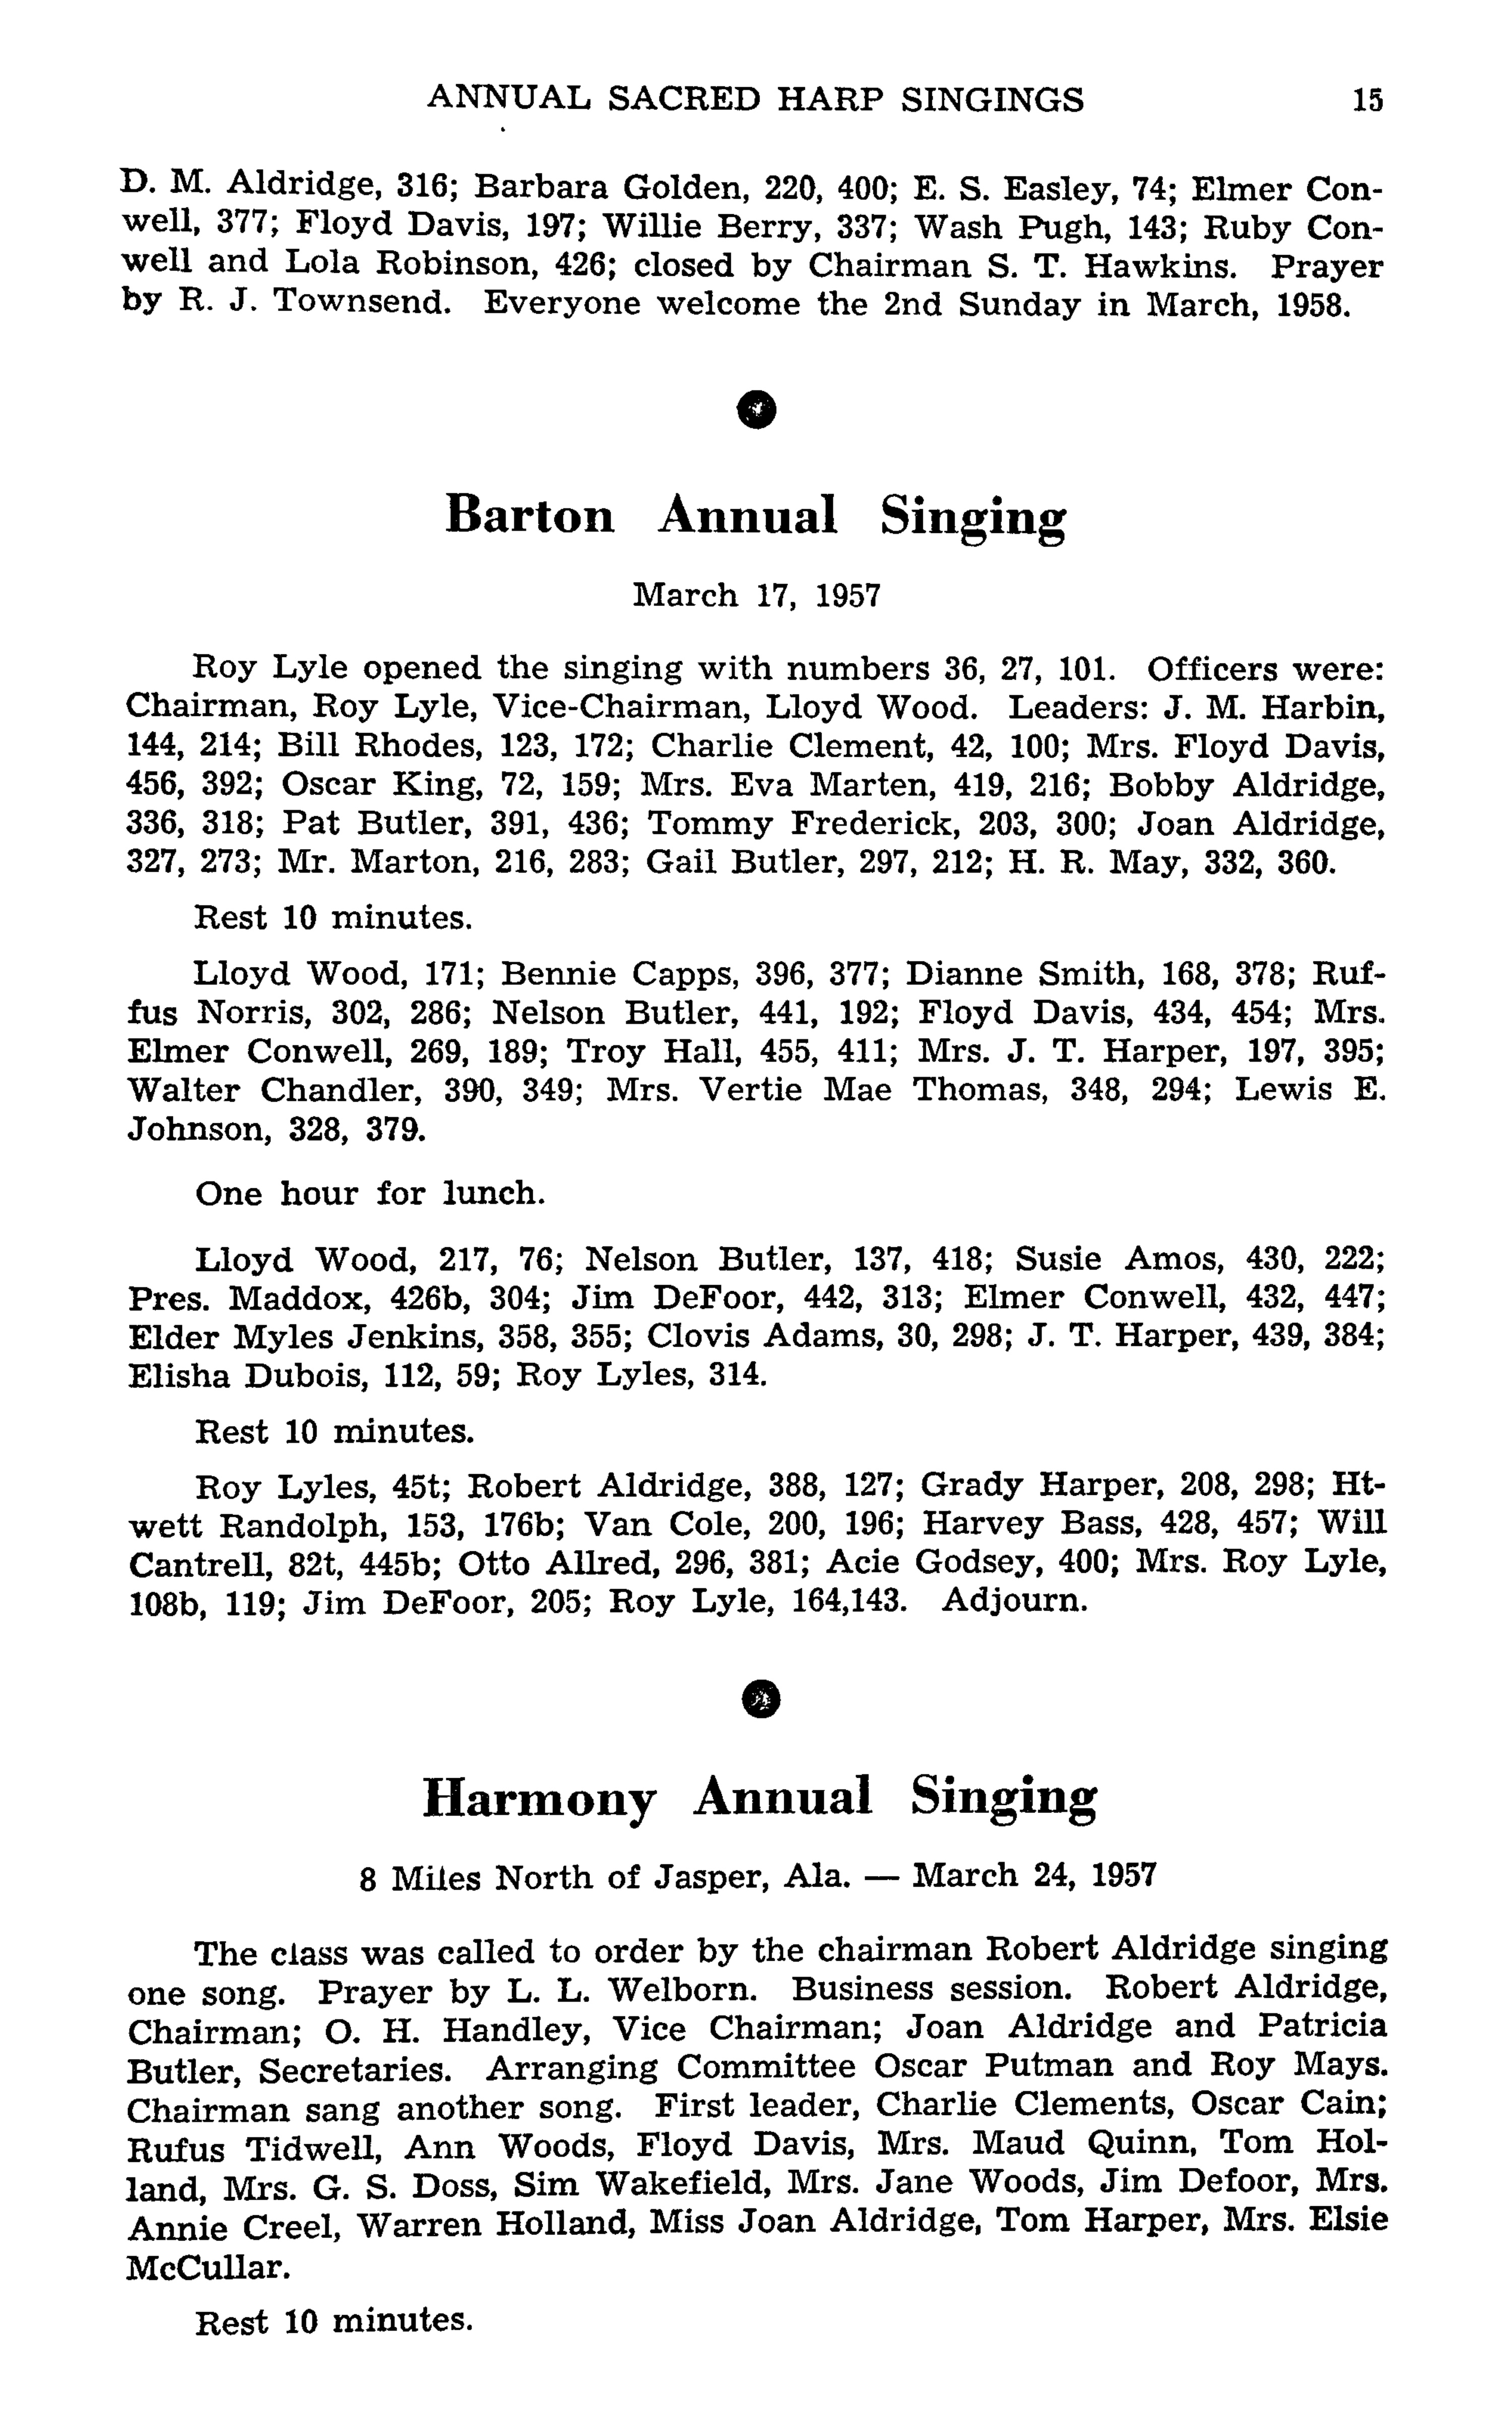 ANNUAL SACRED HARP SINGINGS 15
D. M. Aldridge, 316; Barbara Golden, 220, 400; E. S. Easley, 74; Elmer Con-
well, 377; Floyd Davis, 197; Willie Berry, 337; Wash Pugh, 143; Ruby Con-
well and Lola Robinson, 426; closed by Chairman S. T. Hawkins. Prayer
by R. J. Townsend. Everyone welcome the 2nd Sunday in March, 1958.
Barton Annual Singing
March 17, 1957
Roy Lyle opened the singing with numbers 36, 27, 101. Officers were:
Chairman, Roy Lyle, Vice-Chairman, Lloyd Wood. Leaders: J. M. Harbin,
144, 214; Bill Rhodes, 123, 172; Charlie Clement, 42, 100; Mrs. Floyd Davis,
456, 392; Oscar King, 72, 159; Mrs. Eva Marten, 419, 216; Bobby Aldridge,
336, 318; Pat Butler, 391, 436; Tommy Frederick, 203, 300; Joan Aldridge,
327, 273; Mr. Marton, 216, 283; Gail Butler, 297, 212; H. R. May, 332, 360.
Rest 10 minutes.
Lloyd Wood, 171; Bennie Capps, 396, 377; Dianne Smith, 168, 378; Ruf-
fus Norris, 302, 286; Nelson Butler, 441, 192; Floyd Davis, 434, 454; Mrs.
Elmer Conwell, 269, 189; Troy Hall, 455, 411; Mrs. J. T. Harper, 197, 395;
Walter Chandler, 390, 349; Mrs. Vertie Mae Thomas, 348, 294; Lewis E.
Johnson, 328, 379.
One hour for lunch.
Lloyd Wood, 217, 76; Nelson Butler, 137, 418; Susie Amos, 430, 222;
Pres. Maddox, 426b, 304; Jim DeFoor, 442, 313; Elmer Conwell, 432, 447;
Elder Myles Jenkins, 358, 355; Clovis Adams, 30, 298; J. T. Harper, 439, 384;
Elisha Dubois, 112, 59; Roy Lyles, 314.
Rest 10 minutes.
Roy Lyles, 45t; Robert Aldridge, 388, 127; Grady Harper, 208, 298; Ht-
wett Randolph, 153, 176b; Van Cole, 200, 196; Harvey Bass, 428, 457; Will
Cantrell, 82t, 445b; Otto Allred, 296, 381; Acie Godsey, 400; Mrs. Roy Lyle,
108b, 119; Jim DeFoor, 205; Roy Lyle, 164,143. Adjourn.
Harmony Annual Singing
8 Miles North of Jasper, Ala. — March 24, 1957
The class was called to order by the chairman Robert Aldridge singing
one song. Prayer by L. L. Welborn. Business session. Robert Aldridge,
Chairman; O. H. Handley, Vice Chairman; Joan Aldridge and Patricia
Butler, Secretaries. Arranging Committee Oscar Putman and Roy Mays.
Chairman sang another song. First leader, Charlie Clements, Oscar Cain;
Rufus Tidwell, Ann Woods, Floyd Davis, Mrs. Maud Quinn, Tom Hol-
land, Mrs. G. S. Doss, Sim Wakefield, Mrs. Jane Woods, Jim Defoor, Mrs.
Annie Creel, Warren Holland, Miss Joan Aldridge, Tom Harper, Mrs. Elsie
McCullar.
Rest 10 minutes.